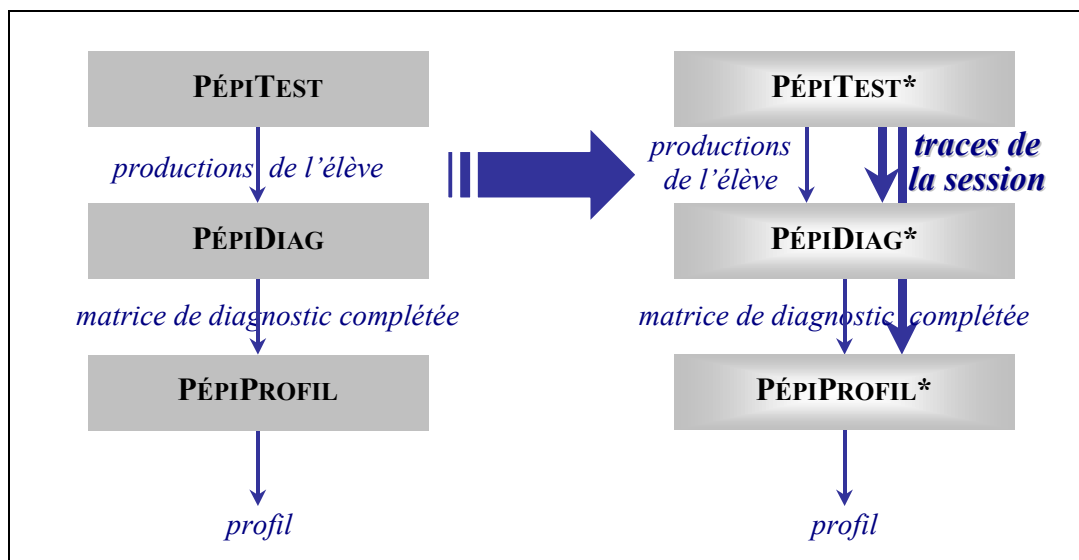 PÉPITEST
productions de l'élève
PÉPIDIAG
matrice de diagnostic complétée
PÉPIPROFIL
profil
PÉPITEST*
productions
de l'élève
traces de
la session
PÉPIDIAG*
matrice de diagnostic complétée
PÉPIPROFIL*
profil